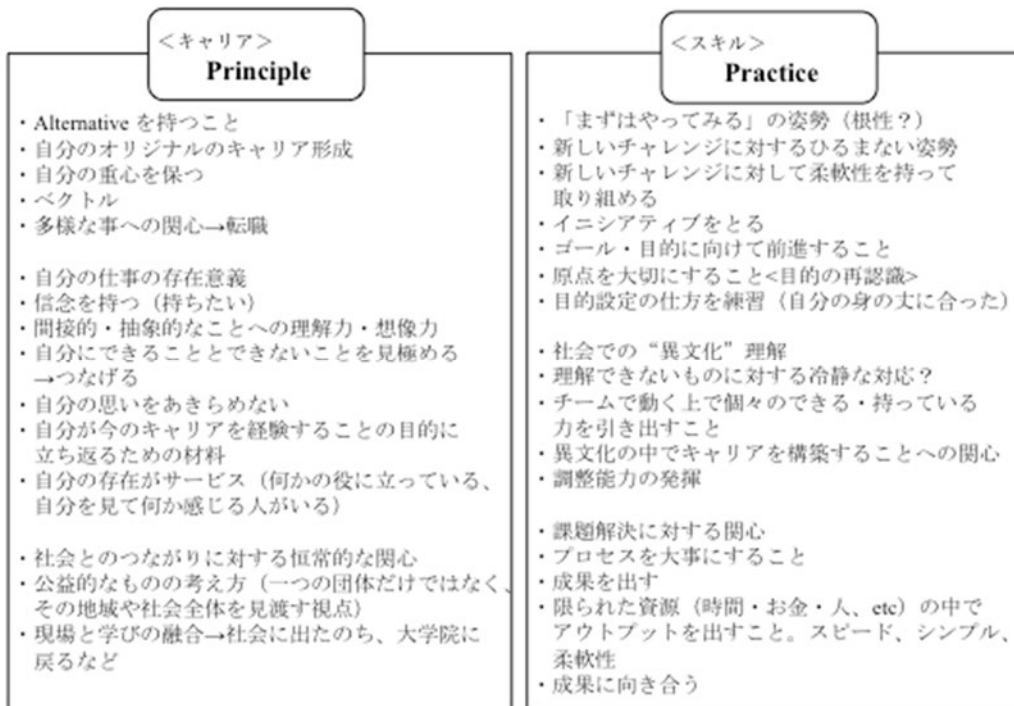 <キャリア>
Principle
・Alternative を持つこと
・自分のオリジナルのキャリア形成
・自分の重心を保つ
・ベクトル
・多様な事への関心→転職
・自分の仕事の存在意義
・信念を持つ（持ちたい）
・間接的・抽象的なことへの理解力・想像力
・自分にできることとできないことを見極める
→つなげる
・自分の思いをあきらめない
・自分が今のキャリアを経験することの目的に
立ち返るための材料
・自分の存在がサービス（何かの役に立っている、
自分を見て何か感じる人がいる）
・社会とのつながりに対する恒常的な関心
・公益的なものの考え方（一つの団体だけではなく、
その地域や社会全体を見渡す視点）
・現場と学びの融合→社会に出たのち、大学院に
戻るなど
<スキル>
Practice
・「まずはやってみる」の姿勢（根性？）
・新しいチャレンジに対するひるまない姿勢
・新しいチャレンジに対して柔軟性を持って
取り組める
・イニシアティブをとる
・ゴール・目的に向けて前進すること
・原点を大切にすること<目的の再認識>
・目的設定の仕方を練習（自分の身の丈に合った）
・社会での“異文化”理解
・理解できないものに対する冷静な対応？
・チームで動く上で個々のできる・持っている
力を引き出すこと
・異文化の中でキャリアを構築することへの関心
・調整能力の発揮
・課題解決に対する関心
・プロセスを大事にすること
・成果を出す
・限られた資源（時間・お金・人、etc）の中で
アウトプットを出すこと。スピード、シンプル、
柔軟性
・成果に向き合う